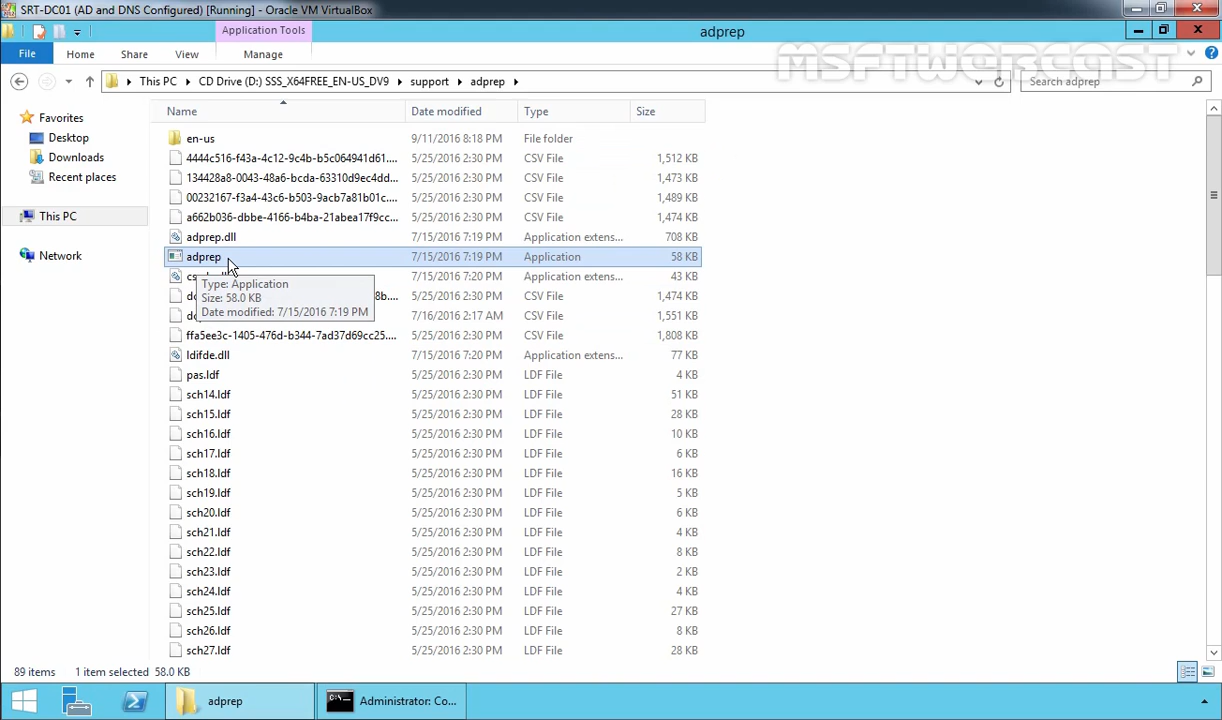 SRT-DC01 (AD and DNS Configured) [Running] - Oracle VM VirtualBox
Application Tools
adprep
File Home Share View Manage
MSFTWEBCAST
This PC CD Drive (D:) SSS_X64FREE_EN-US_DV9 support adprep
Search adprep
Name Date modified Type Size
Favorites
Desktop
Downloads
Recent places
This PC
Network
en-us 9/11/2016 8:18 PM File folder
4444c516-f43a-4c12-9c4b-b5c064941d61.... 5/25/2016 2:30 PM CSV File 1,512 KB
134428a8-0043-48a6-bcda-63310d9ec4dd... 5/25/2016 2:30 PM CSV File 1,473 KB
00232167-f3a4-43c6-b503-9acb7a81b01c.... 5/25/2016 2:30 PM CSV File 1,489 KB
a662b036-dbbe-4166-b4ba-21abea17f9cc... 5/25/2016 2:30 PM CSV File 1,474 KB
adprep.dll 7/15/2016 7:19 PM Application extens... 708 KB
adprep 7/15/2016 7:19 PM Application 58 KB
7/15/2016 7:20 PM Application extens... 43 KB
5/25/2016 2:30 PM CSV File 1,474 KB
7/16/2016 2:17 AM CSV File 1,551 KB
Type: Application
Size: 58.0 KB
Date modified: 7/15/2016 7:19 PM
ffa5ee3c-1405-476d-b344-7ad37d69cc25.... 5/25/2016 2:30 PM CSV File 1,808 KB
ldifde.dll 7/15/2016 7:20 PM Application extens... 77 KB
pas.ldf 5/25/2016 2:30 PM LDF File 4 KB
sch14.ldf 5/25/2016 2:30 PM LDF File 51 KB
sch15.ldf 5/25/2016 2:30 PM LDF File 28 KB
sch16.ldf 5/25/2016 2:30 PM LDF File 10 KB
sch17.ldf 5/25/2016 2:30 PM LDF File 6 KB
sch18.ldf 5/25/2016 2:30 PM LDF File 16 KB
sch19.ldf 5/25/2016 2:30 PM LDF File 5 KB
sch20.ldf 5/25/2016 2:30 PM LDF File 6 KB
sch21.ldf 5/25/2016 2:30 PM LDF File 4 KB
sch22.ldf 5/25/2016 2:30 PM LDF File 8 KB
sch23.ldf 5/25/2016 2:30 PM LDF File 2 KB
sch24.ldf 5/25/2016 2:30 PM LDF File 4 KB
sch25.ldf 5/25/2016 2:30 PM LDF File 27 KB
sch26.ldf 5/25/2016 2:30 PM LDF File 8 KB
sch27.ldf 5/25/2016 2:30 PM LDF File 28 KB
89 items 1 item selected 58.0 KB
adprep
Administrator: Co...